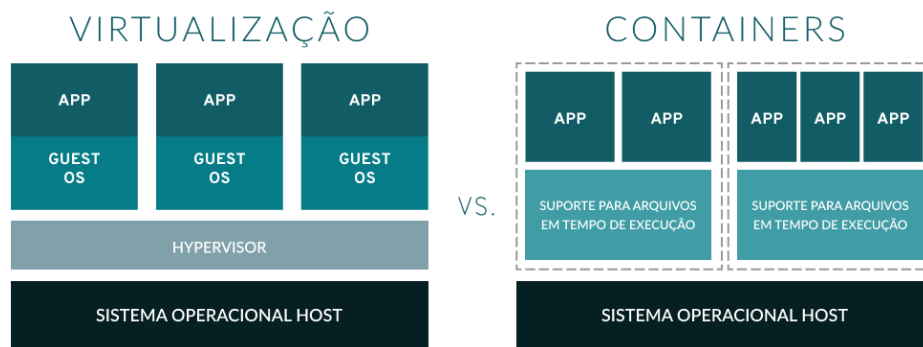 VIRTUALIZAÇÃO
APP
APP
APP
GUEST
OS
GUEST
OS
GUEST
OS
HYPERVISOR
SISTEMA OPERACIONAL HOST
VS.
CONTAINERS
APP
APP
APP
APP
APP
SUPORTE PARA ARQUIVOS
EM TEMPO DE EXECUÇÃO
SUPORTE PARA ARQUIVOS
EM TEMPO DE EXECUÇÃO
SISTEMA OPERACIONAL HOST